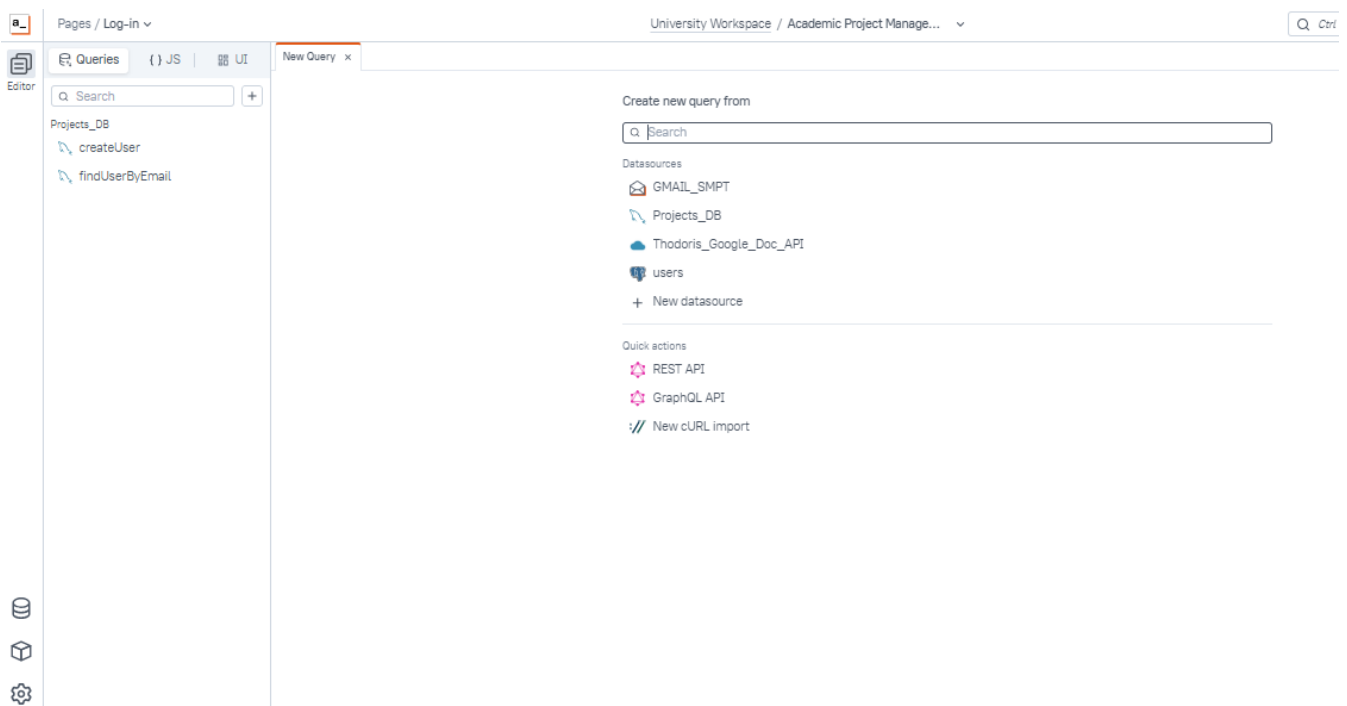 a_ Pages / Log-in University Workspace / Academic Project Manage... Ctrl
Editor
Queries { } JS UI
Search +
Projects_DB
createUser
findUserByEmail
New Query ×
Create new query from
Search
Datasources
GMAIL_SMPT
Projects_DB
Thodoris_Google_Doc_API
users
+ New datasource
Quick actions
REST API
GraphQL API
:// New cURL import